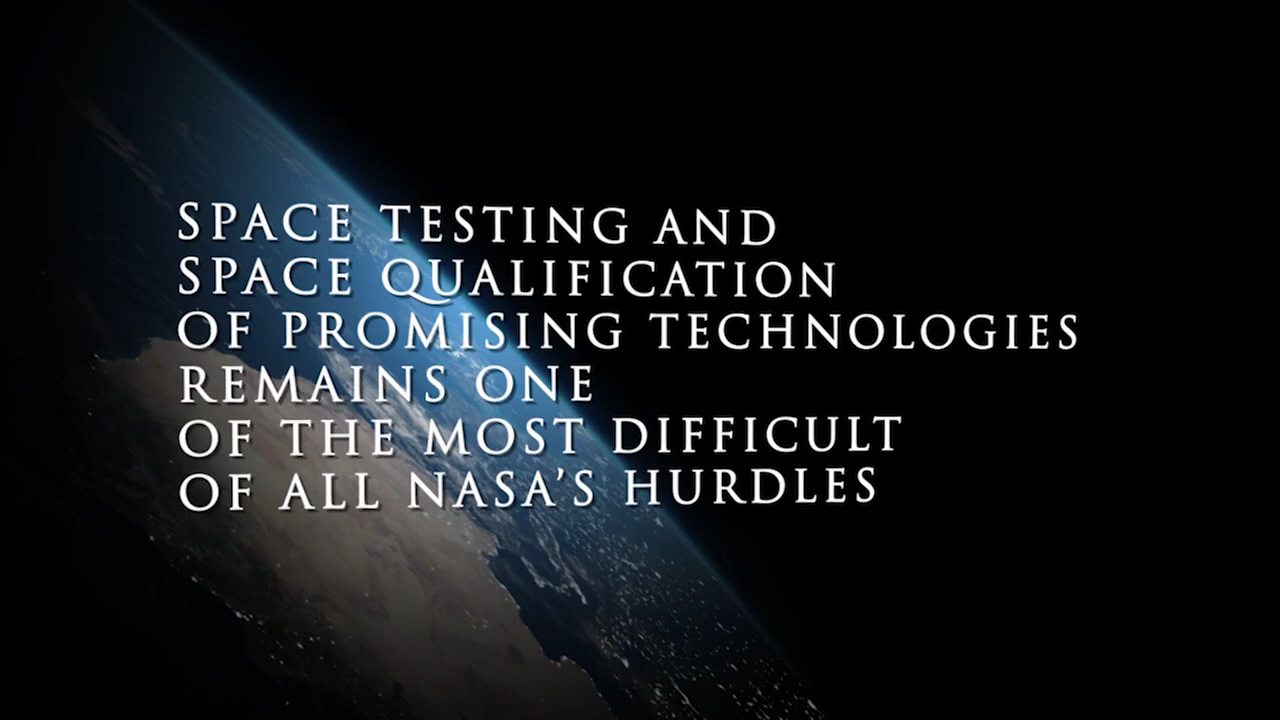 SPACE TESTING AND
SPACE QUALIFICATION
OF PROMISING TECHNOLOGIES
REMAINS ONE
OF THE MOST DIFFICULT
OF ALL NASA'S HURDLES